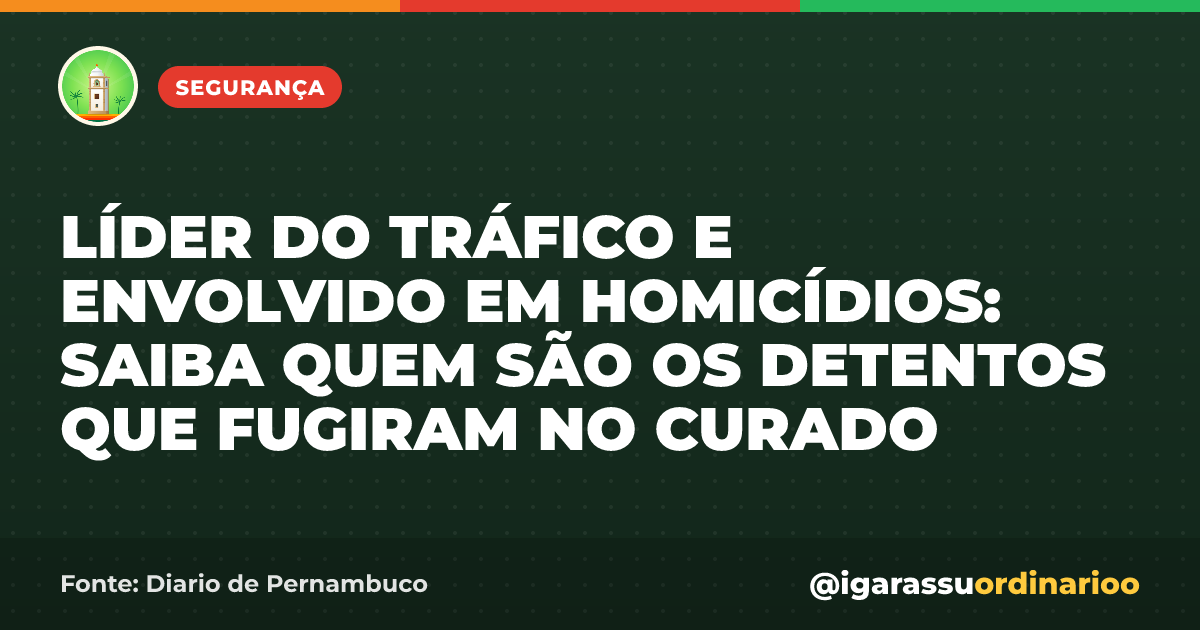 SEGURANÇA
LÍDER DO TRÁFICO E
ENVOLVIDO EM HOMICÍDIOS:
SAIBA QUEM SÃO OS DETENTOS
QUE FUGIRAM NO CURADO
Fonte: Diario de Pernambuco
@igarassuordinarioo